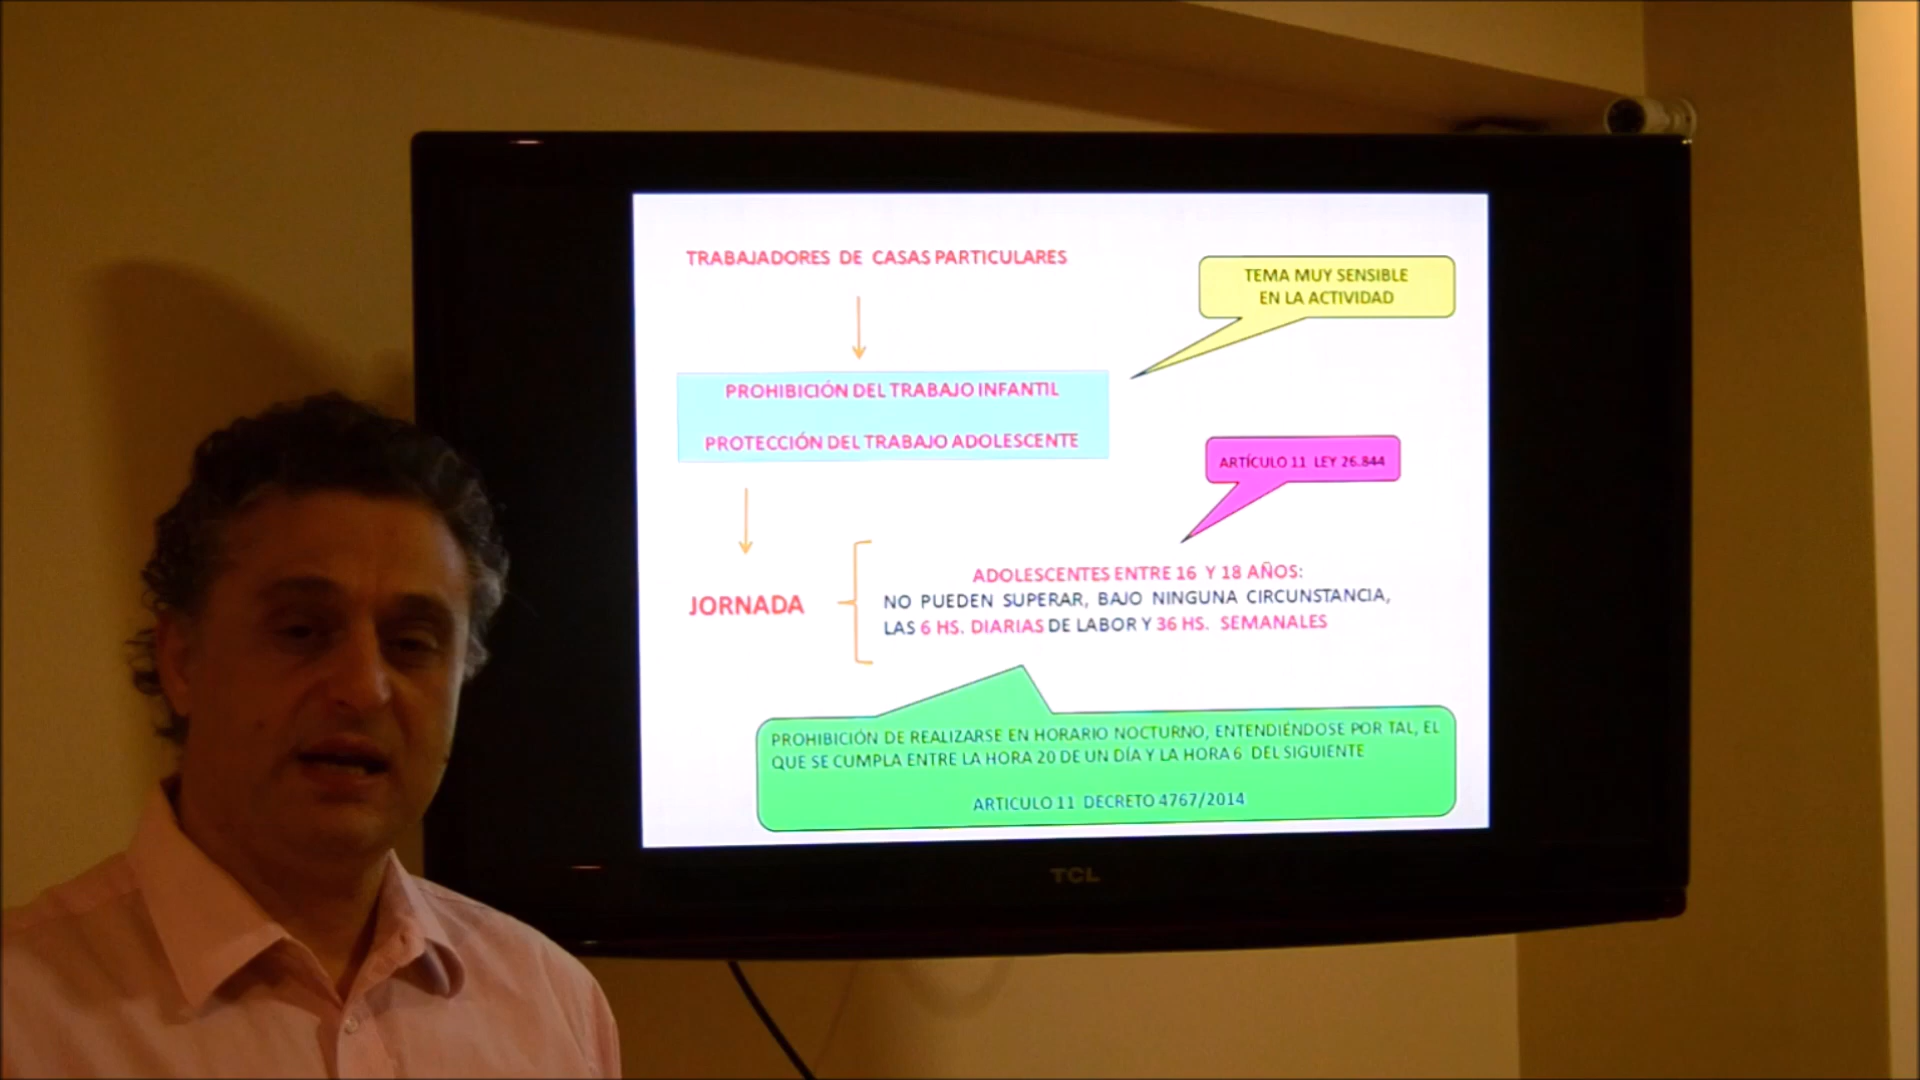 TRABAJADORES DE CASAS PARTICULARES
TEMA MUY SENSIBLE
EN LA ACTIVIDAD
PROHIBICIÓN DEL TRABAJO INFANTIL
PROTECCIÓN DEL TRABAJO ADOLESCENTE
ARTÍCULO 11 LEY 26.844
JORNADA
ADOLESCENTES ENTRE 16 Y 18 AÑOS:
NO PUEDEN SUPERAR, BAJO NINGUNA CIRCUNSTANCIA,
LAS 6 HS. DIARIAS DE LABOR Y 36 HS. SEMANALES
PROHIBICIÓN DE REALIZARSE EN HORARIO NOCTURNO, ENTENDIÉNDOSE POR TAL, EL
QUE SE CUMPLA ENTRE LA HORA 20 DE UN DÍA Y LA HORA 6 DEL SIGUIENTE
ARTICULO 11 DECRETO 4767/2014
TCL